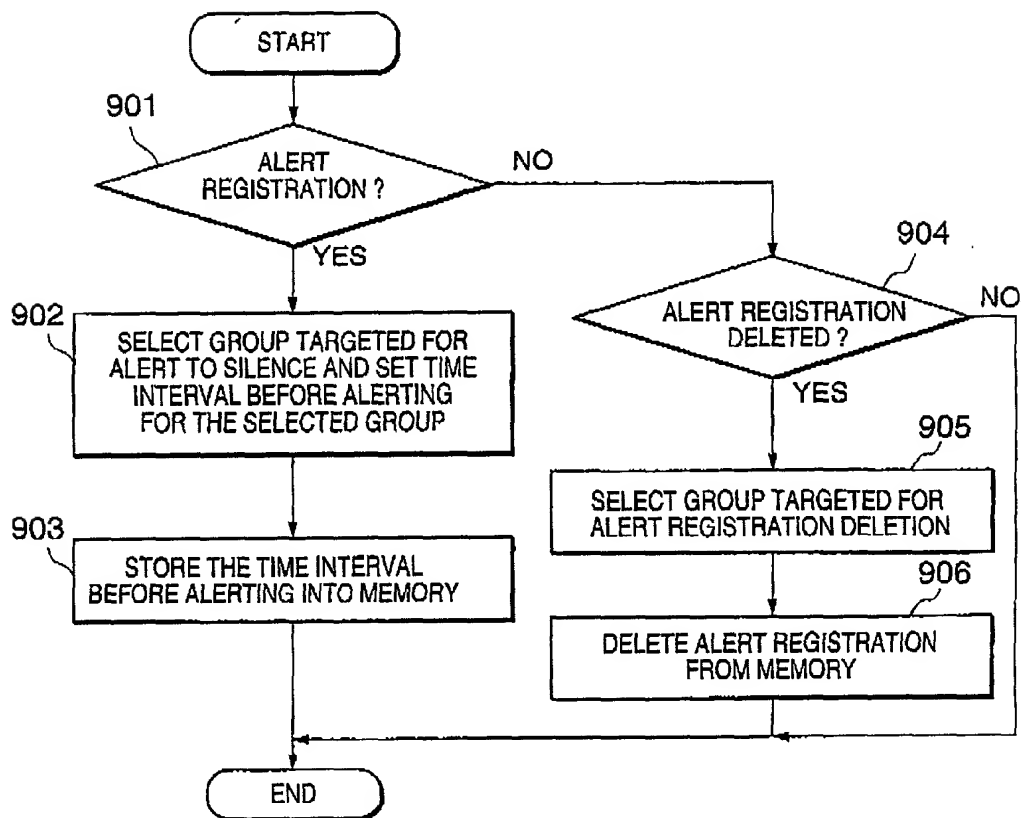 START
901
ALERT
REGISTRATION ?
NO
YES
904
ALERT REGISTRATION
DELETED ?
NO
YES
902
SELECT GROUP TARGETED FOR
ALERT TO SILENCE AND SET TIME
INTERVAL BEFORE ALERTING
FOR THE SELECTED GROUP
905
SELECT GROUP TARGETED FOR
ALERT REGISTRATION DELETION
903
STORE THE TIME INTERVAL
BEFORE ALERTING INTO MEMORY
906
DELETE ALERT REGISTRATION
FROM MEMORY
END